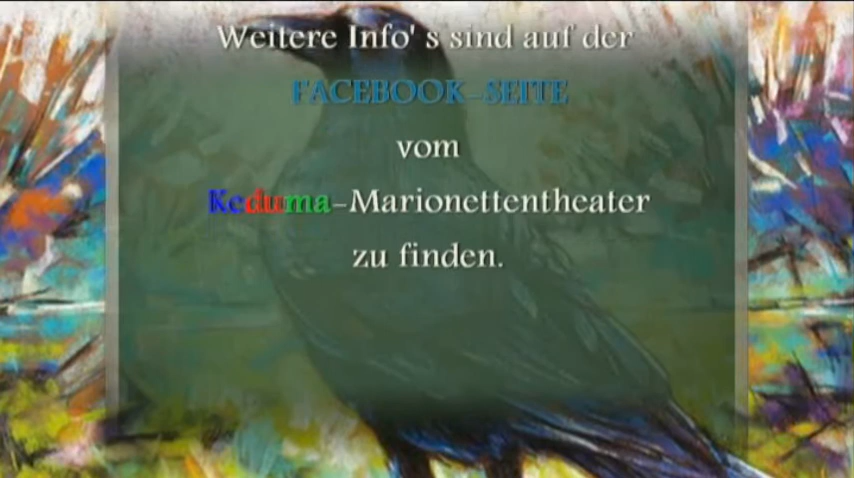 Weitere Info' s sind auf der
FACEBOOK-SEITE
vom
Keduma-Marionettentheater
zu finden.